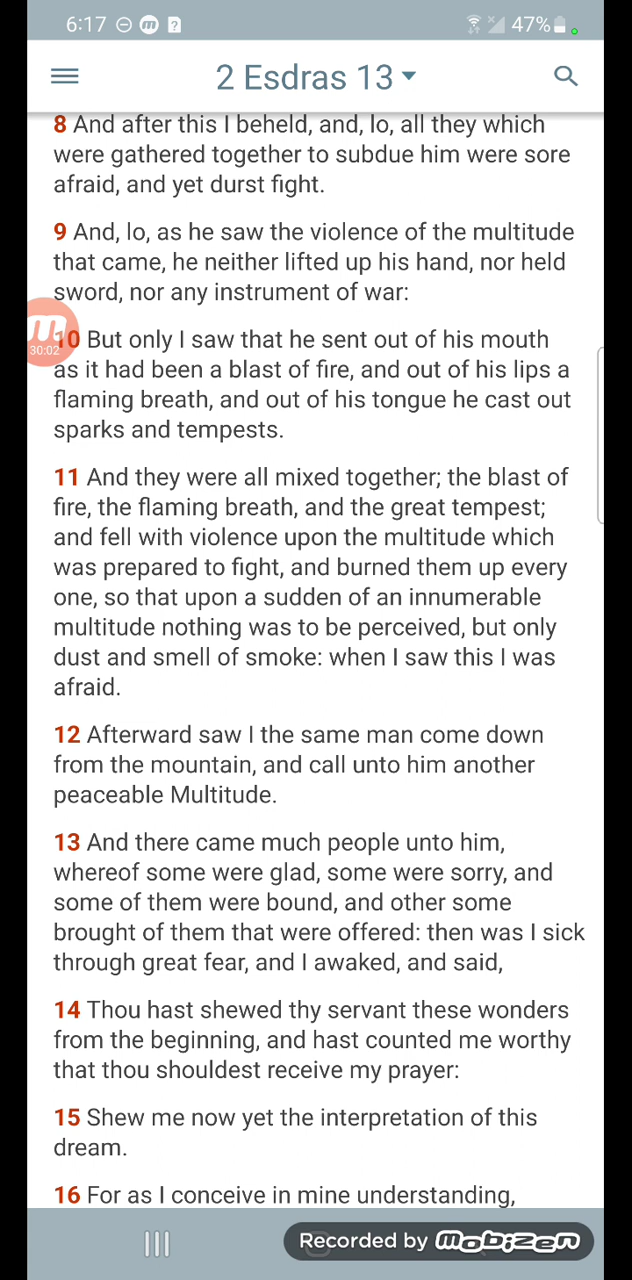 6:17
47%
2 Esdras 13
8 And after this I beheld, and, lo, all they which
were gathered together to subdue him were sore
afraid, and yet durst fight.
9 And, lo, as he saw the violence of the multitude
that came, he neither lifted up his hand, nor held
sword, nor any instrument of war:
m
30:02
10 But only I saw that he sent out of his mouth
as it had been a blast of fire, and out of his lips a
flaming breath, and out of his tongue he cast out
sparks and tempests.
11 And they were all mixed together; the blast of
fire, the flaming breath, and the great tempest;
and fell with violence upon the multitude which
was prepared to fight, and burned them up every
one, so that upon a sudden of an innumerable
multitude nothing was to be perceived, but only
dust and smell of smoke: when I saw this I was
afraid.
12 Afterward saw I the same man come down
from the mountain, and call unto him another
peaceable Multitude.
13 And there came much people unto him,
whereof some were glad, some were sorry, and
some of them were bound, and other some
brought of them that were offered: then was I sick
through great fear, and I awaked, and said,
14 Thou hast shewed thy servant these wonders
from the beginning, and hast counted me worthy
that thou shouldest receive my prayer:
15 Shew me now yet the interpretation of this
dream.
16 For as I conceive in mine understanding,
Recorded by mobizen